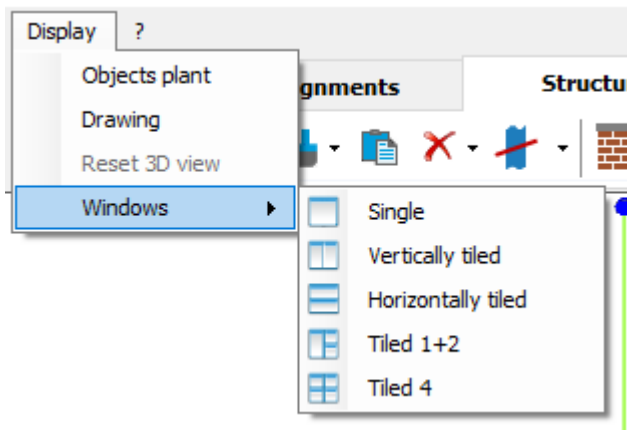 Display ?
Objects plant
gnments
Structu
Drawing
Reset 3D view
Windows
Single
Vertically tiled
Horizontally tiled
Tiled 1+2
Tiled 4